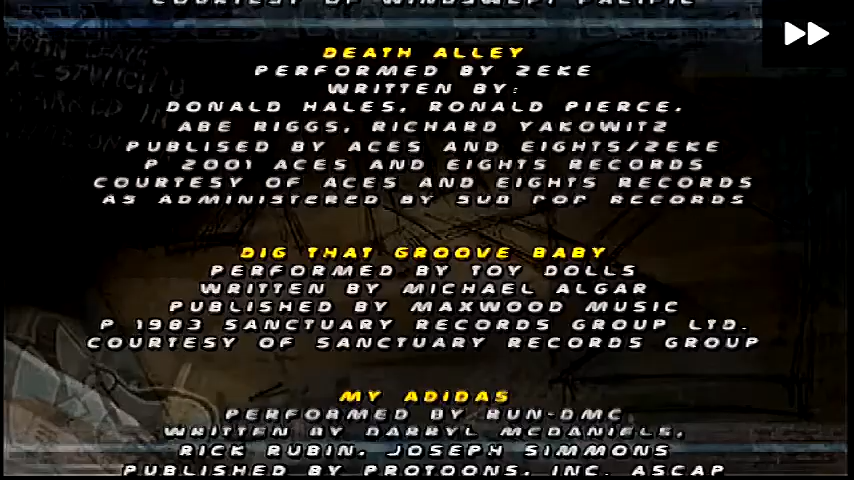 COURTESY OF WINDSWEPT PACIFIC
DEATH ALLEY
PERFORMED BY ZEKE
WRITTEN BY:
DONALD HALES, RONALD PIERCE,
ABE RIGGS, RICHARD YAKOWITZ
PUBLISED BY ACES AND EIGHTS/ZEKE
P 2001 ACES AND EIGHTS RECORDS
COURTESY OF ACES AND EIGHTS RECORDS
AS ADMINISTERED BY SUB POP RECORDS
DIG THAT GROOVE BABY
PERFORMED BY TOY DOLLS
WRITTEN BY MICHAEL ALGAR
PUBLISHED BY MAXWOOD MUSIC
P 1983 SANCTUARY RECORDS GROUP LTD.
COURTESY OF SANCTUARY RECORDS GROUP
MY ADIDAS
PERFORMED BY RUN-DMC
WRITTEN BY DARRYL MCDANIELS,
RICK RUBIN, JOSEPH SIMMONS
PUBLISHED BY PROTOONS, INC. ASCAP